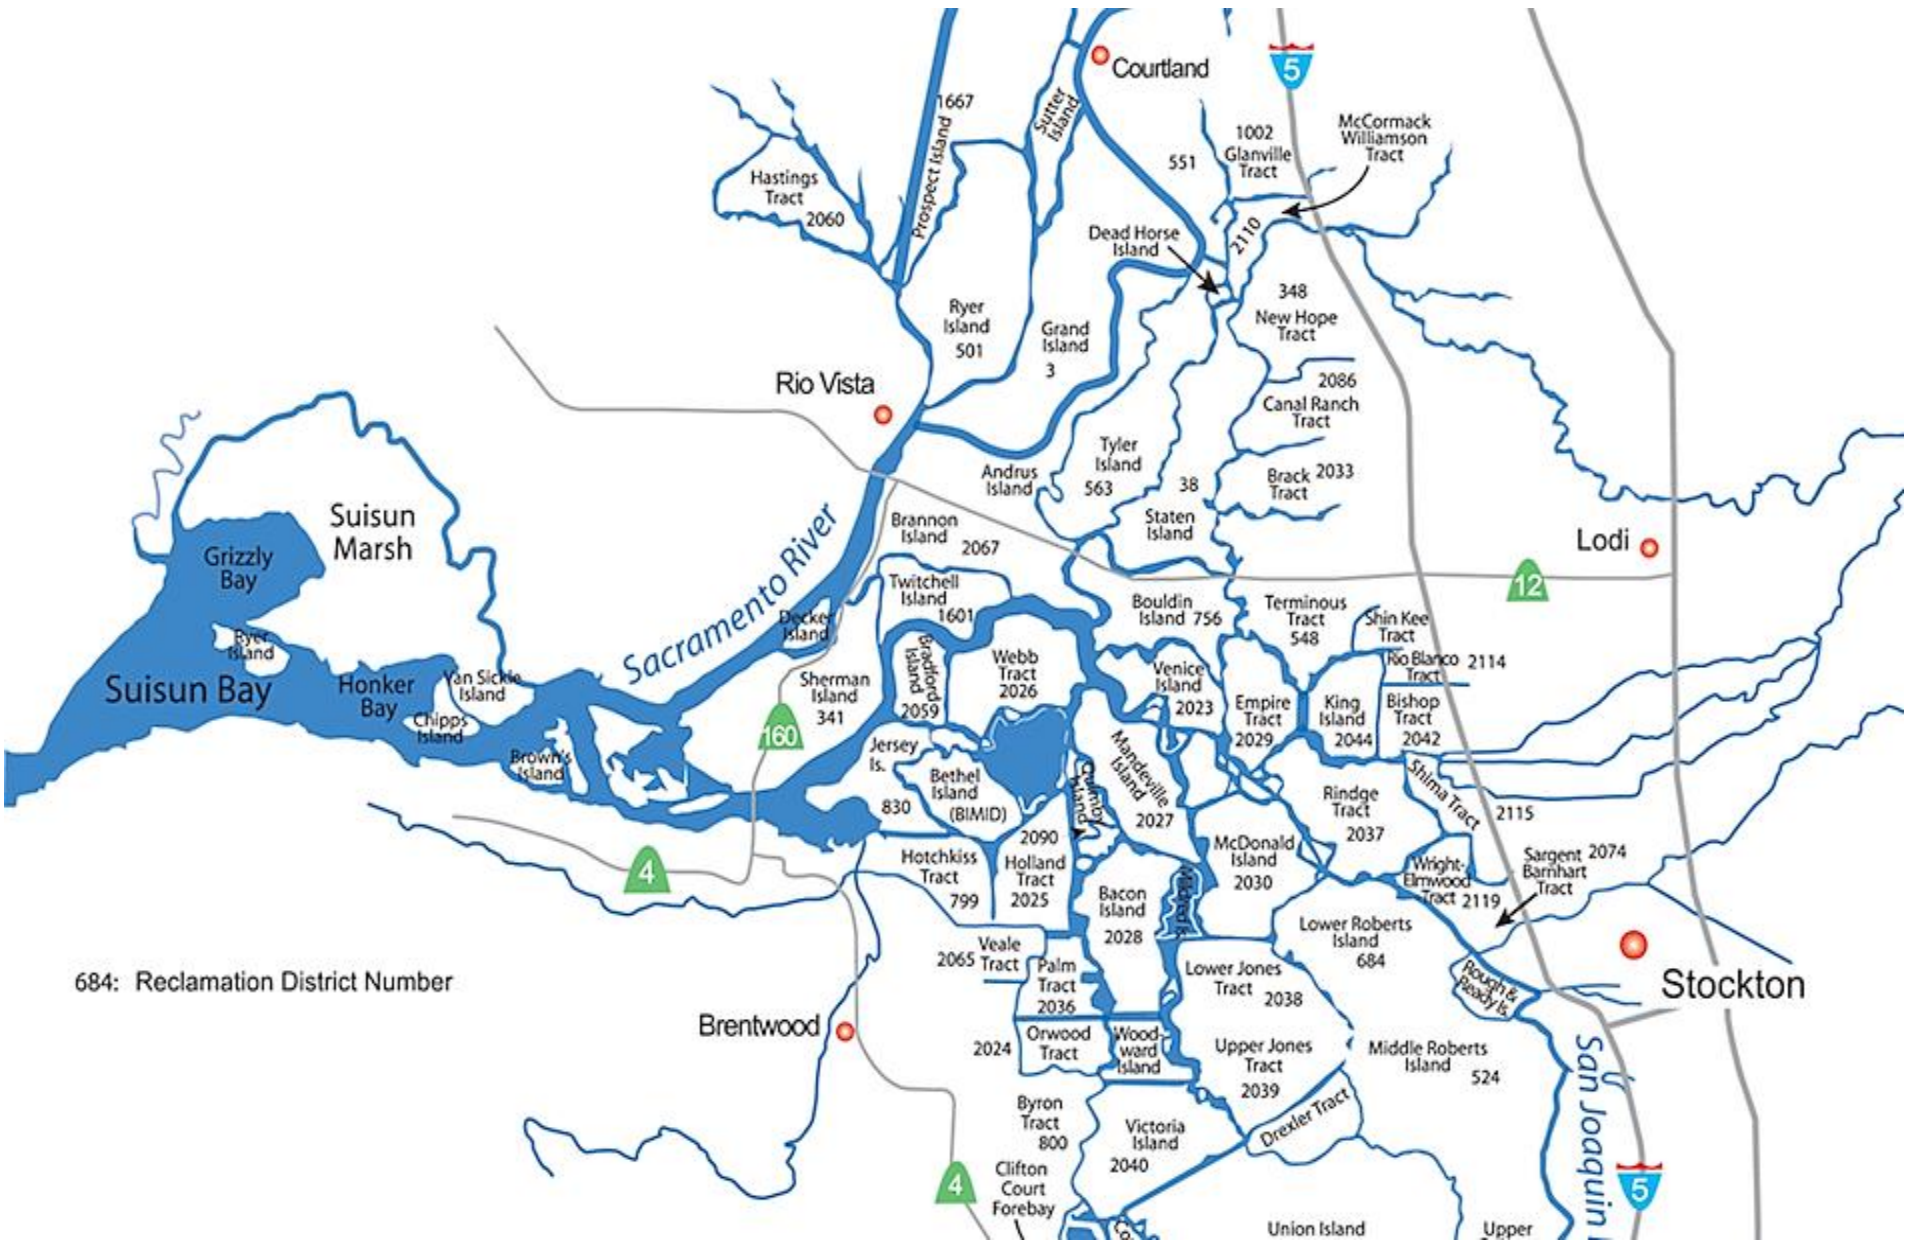 Courtland
5
1667
Prospect Island
Sutter
Island
McCormack
Williamson
Tract
1002
Glanville
Tract
551
Hastings
Tract
2060
Dead Horse
Island
2110
348
New Hope
Tract
Ryer
Island
501
Grand
Island
3
2086
Canal Ranch
Tract
Rio Vista
Tyler
Island
563
Andrus
Island
38
Staten
Island
Brack
Tract
2033
Suisun
Marsh
Grizzly
Bay
Sacramento River
Brannon
Island
2067
Lodi
12
Twitchell
Island
1601
Decker
Island
Bouldin
Island 756
Terminous
Tract
548
Shin Kee
Tract
Rio Blanco
Tract
2114
Ryer
Island
Suisun Bay
Honker
Bay
Van Sickle
Island
Chipps
Island
Brown's
Island
Sherman
Island
341
160
Bradford
Island
2059
Webb
Tract
2026
Venice
Island
2023
Empire
Tract
2029
King
Island
2044
Bishop
Tract
2042
Jersey
Is.
830
Bethel
Island
(BIMID)
Quimby
Island
2090
Mandeville
Island
2027
Rindge
Tract
2037
Shima Tract
2115
4
Hotchkiss
Tract
799
Holland
Tract
2025
Bacon
Island
2028
Mildred Is.
McDonald
Island
2030
Wright-
Elmwood
Tract 2119
Sargent
Barnhart
Tract
2074
Lower Roberts
Island
684
Veale
Tract
2065
Palm
Tract
2036
Lower Jones
Tract
2038
Rough &
Ready Is.
Stockton
684: Reclamation District Number
Brentwood
2024
Orwood
Tract
Wood-
ward
Island
Upper Jones
Tract
2039
Middle Roberts
Island
524
San Joaquin
Byron
Tract
800
Victoria
Island
2040
Drexler Tract
4
Clifton
Court
Forebay
5
Union Island
Upper